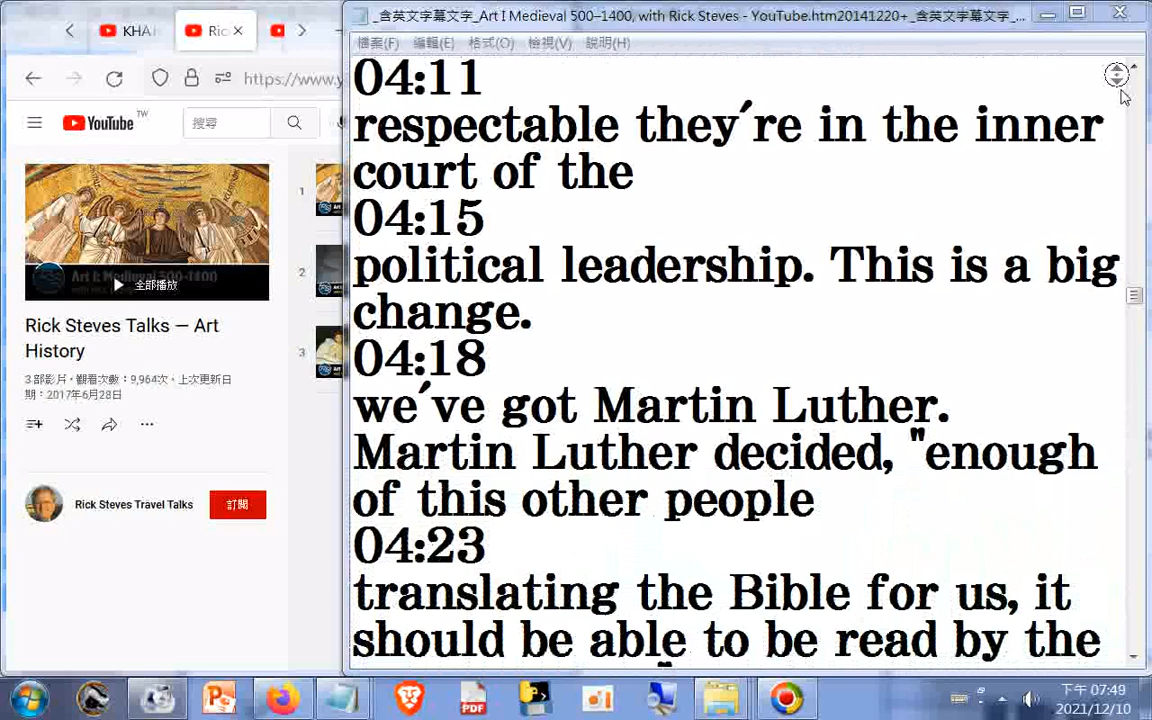 KHA
Ric
_含英文字幕文字_Art I Medieval 500–1400, with Rick Steves - YouTube.htm20141220+_含英文字幕文字_...
檔案(F) 編輯(E) 格式(O) 檢視(V) 說明(H)
https://www.y
YouTube TW
搜尋
04:11
respectable they're in the inner
court of the
04:15
political leadership. This is a big
change.
04:18
we've got Martin Luther.
Martin Luther decided, "enough
of this other people
04:23
translating the Bible for us, it
should be able to be read by the
Art I: Medieval 500-1400
全部播放
Rick Steves Talks — Art
History
3 部影片 • 觀看次數：9,964次 • 上次更新日
期：2017年6月28日
Rick Steves Travel Talks
訂閱
1
2
3
PDF
下午 07:49
2021/12/10